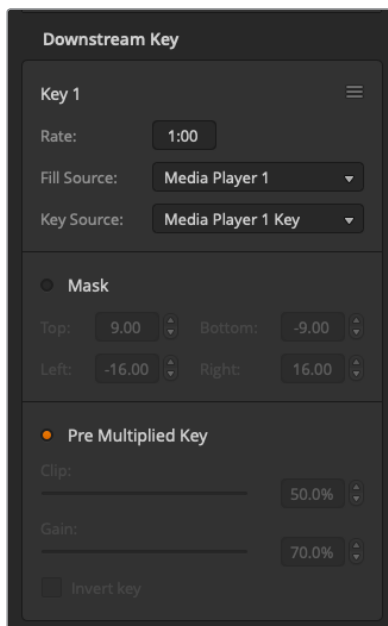 Downstream Key
Key 1
Rate: 1:00
Fill Source: Media Player 1
Key Source: Media Player 1 Key
Mask
Top: 9.00 Bottom: -9.00
Left: -16.00 Right: 16.00
Pre Multiplied Key
Clip:
50.0%
Gain:
70.0%
Invert key